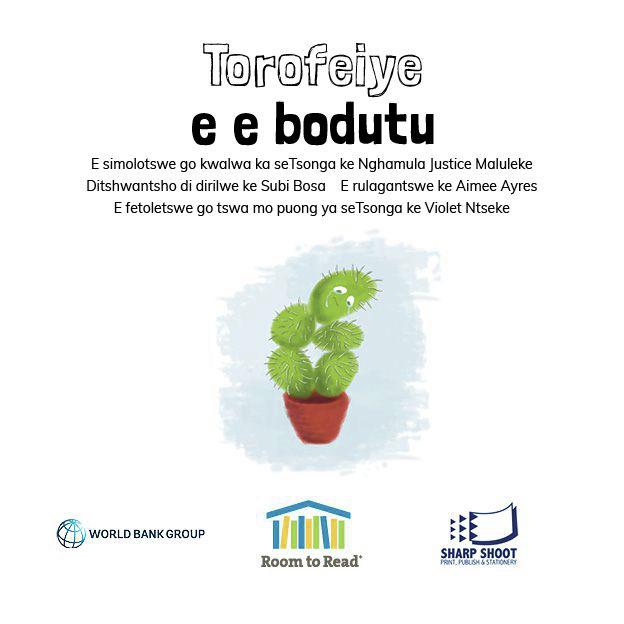 Torofeiye
e e bodutu
E simolotswe go kwalwa ka seTsonga ke Nghamula Justice Maluleke
Ditshwantsho di dirilwe ke Subi Bosa E rulagantswe ke Aimee Ayres
E fetoletswe go tswa mo puong ya seTsonga ke Violet Ntseke
WORLD BANK GROUP
Room to Read®
SHARP SHOOT
PRINT, PUBLISH & STATIONERY